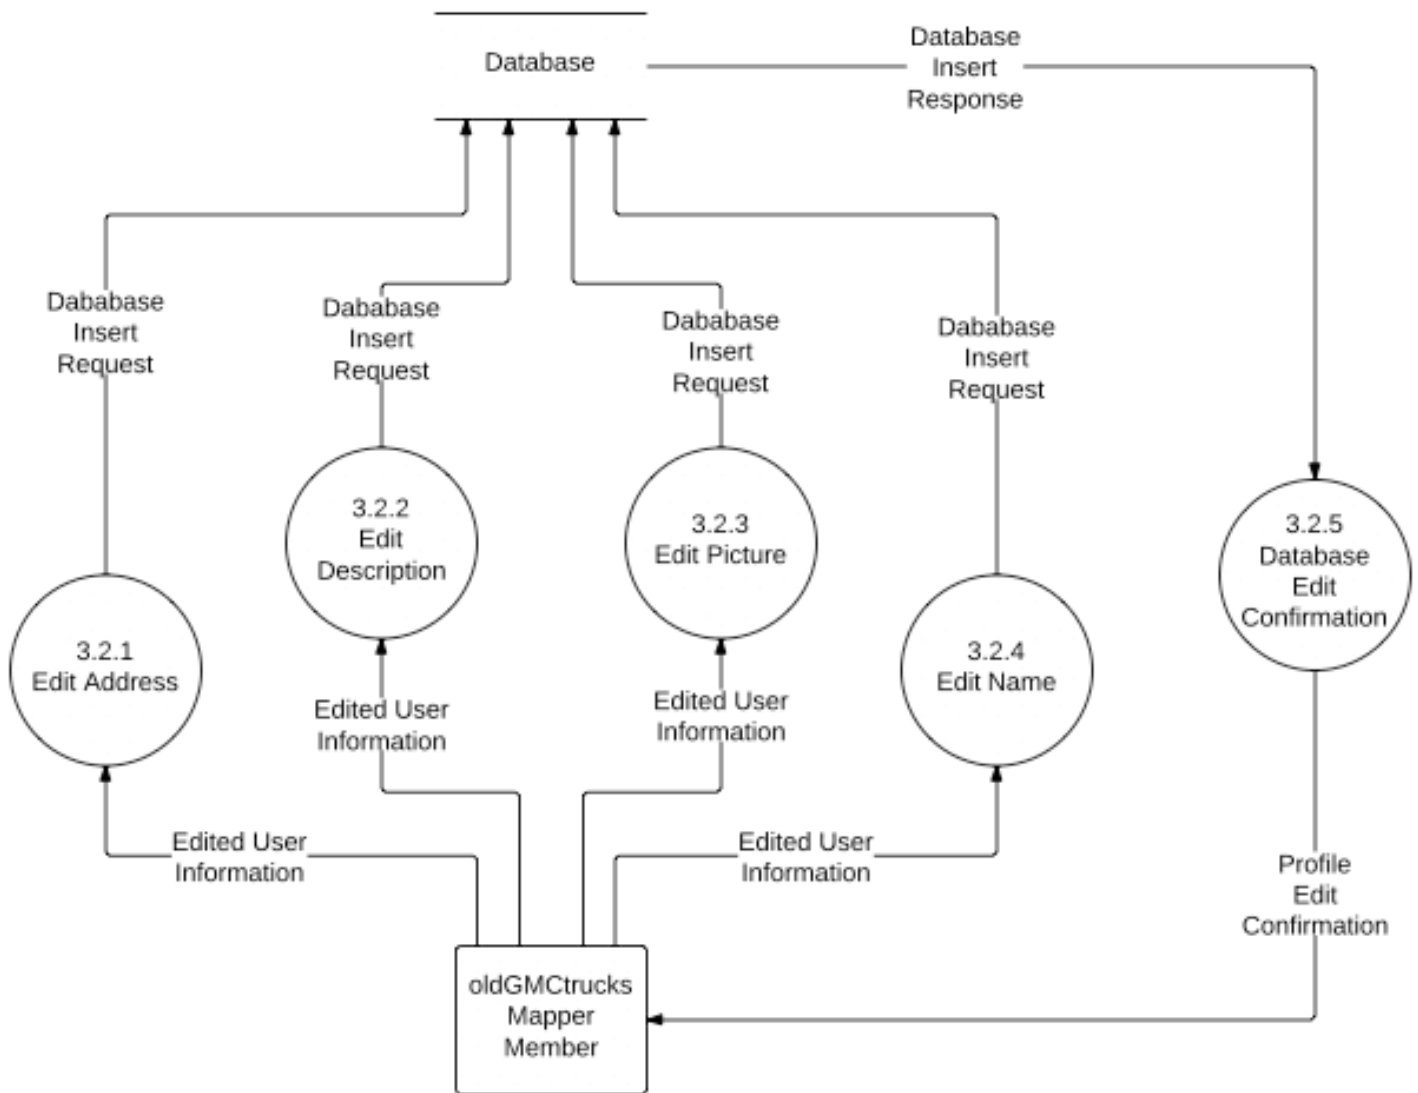 Database
Database
Insert
Response
Dababase
Insert
Request
Dababase
Insert
Request
Dababase
Insert
Request
Dababase
Insert
Request
3.2.1
Edit Address
3.2.2
Edit
Description
3.2.3
Edit Picture
3.2.4
Edit Name
3.2.5
Database
Edit
Confirmation
Edited User
Information
Edited User
Information
Edited User
Information
Edited User
Information
Profile
Edit
Confirmation
oldGMCtrucks
Mapper
Member